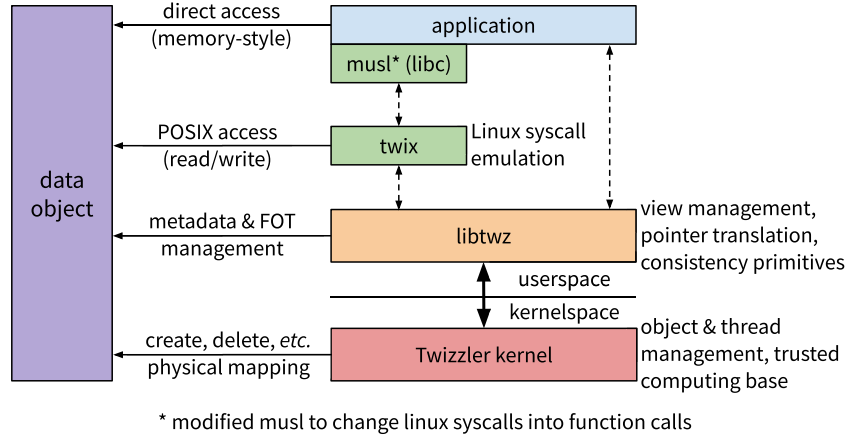 direct access
(memory-style)
application
musl* (libc)
POSIX access
(read/write)
twix
Linux syscall
emulation
data
object
metadata & FOT
management
libtwz
view management,
pointer translation,
consistency primitives
userspace
kernelspace
create, delete, etc.
physical mapping
Twizzler kernel
object & thread
management, trusted
computing base
* modified musl to change linux syscalls into function calls